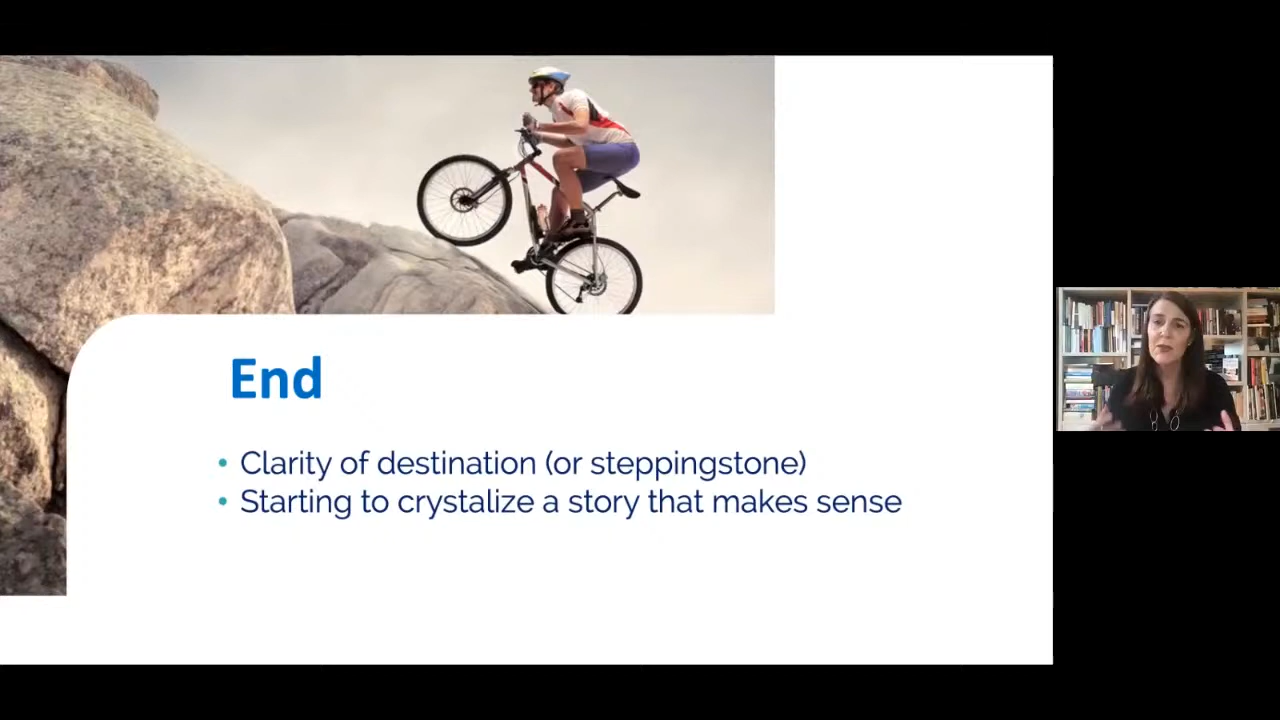 End
• Clarity of destination (or steppingstone)
• Starting to crystalize a story that makes sense